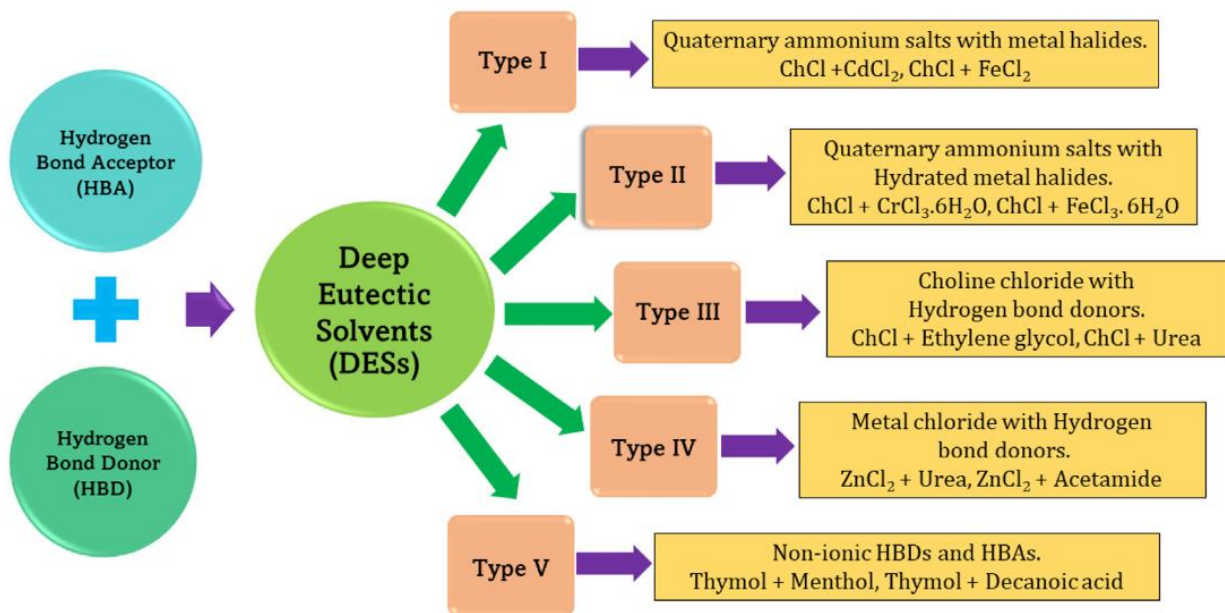 Hydrogen
Bond Acceptor
(HBA)
Hydrogen
Bond Donor
(HBD)
Deep
Eutectic
Solvents
(DESs)
Type I
Quaternary ammonium salts with metal halides.
ChCl +CdCl₂, ChCl + FeCl₂
Type II
Quaternary ammonium salts with
Hydrated metal halides.
ChCl + CrCl₃.6H₂O, ChCl + FeCl₃. 6H₂O
Type III
Choline chloride with
Hydrogen bond donors.
ChCl + Ethylene glycol, ChCl + Urea
Type IV
Metal chloride with Hydrogen
bond donors.
ZnCl₂ + Urea, ZnCl₂ + Acetamide
Type V
Non-ionic HBDs and HBAs.
Thymol + Menthol, Thymol + Decanoic acid